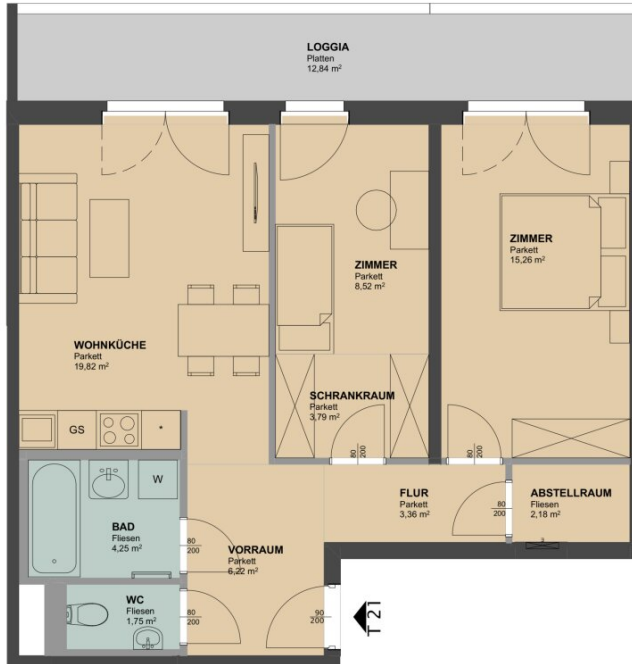 LOGGIA
Platten
12,84 m²
ZIMMER
Parkett
15,26 m²
ZIMMER
Parkett
8,52 m²
WOHNKÜCHE
Parkett
19,82 m²
SCHRANKRAUM
Parkett
3,79 m²
GS
*
80
200
80
200
W
BAD
Fliesen
4,25 m²
FLUR
Parkett
3,36 m²
80
200
ABSTELLRAUM
Fliesen
2,18 m²
80
200
VORRAUM
Parkett
6,22 m²
WC
Fliesen
1,75 m²
80
200
90
200
T 21